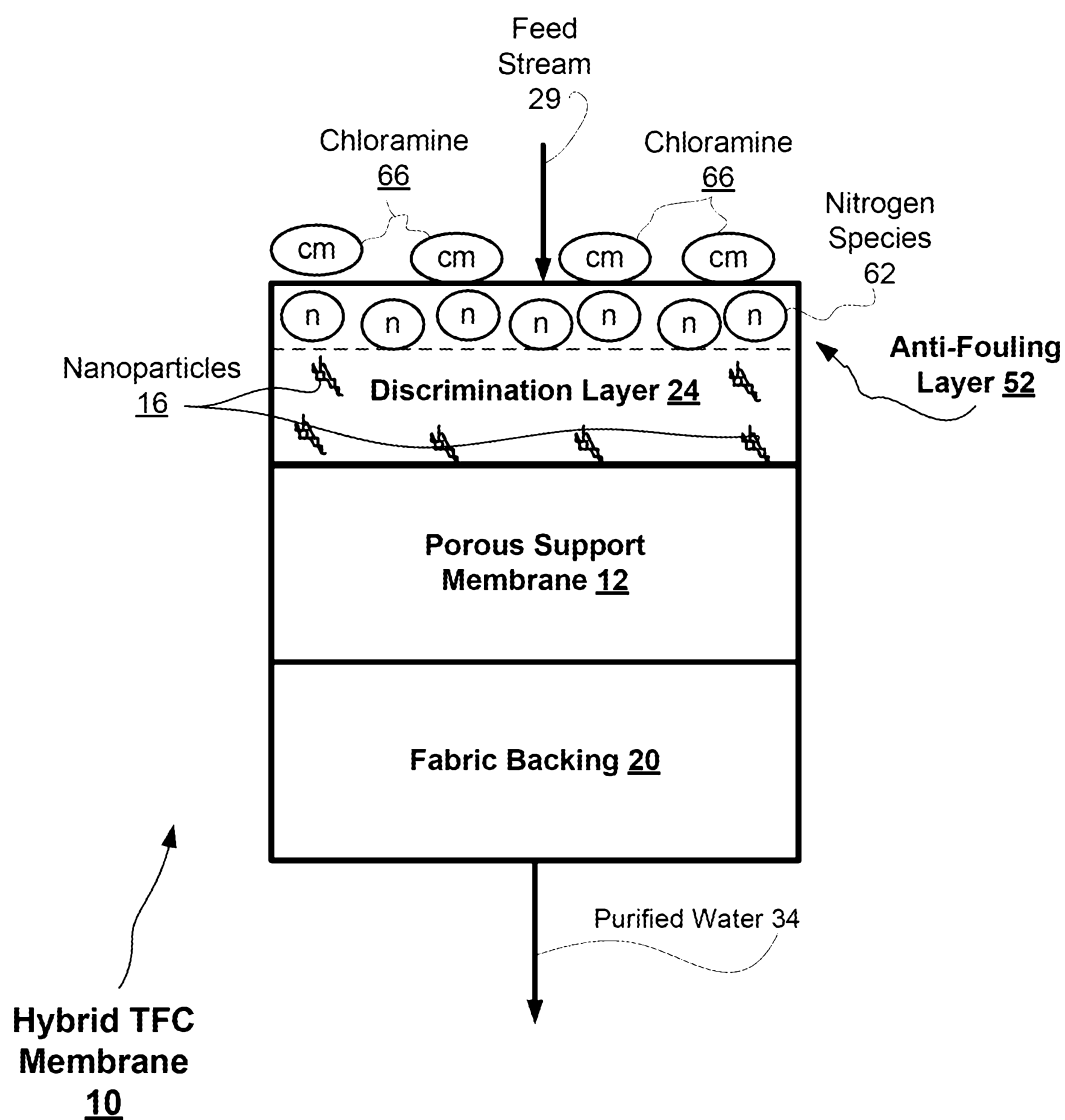 Feed
Stream
29
Chloramine
66
Chloramine
66
Nitrogen
Species
62
cm
cm
cm
cm
n
n
n
n
n
n
n
Anti-Fouling
Layer 52
Nanoparticles
16
Discrimination Layer 24
Porous Support
Membrane 12
Fabric Backing 20
Purified Water 34
Hybrid TFC
Membrane
10